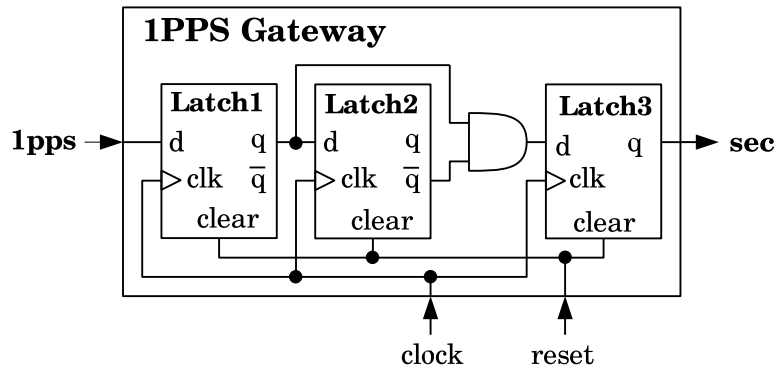 1PPS Gateway
Latch1
Latch2
Latch3
1pps
d
q
d
q
d
q
sec
clk
q̅
clk
q̅
clk
clear
clear
clear
clock
reset